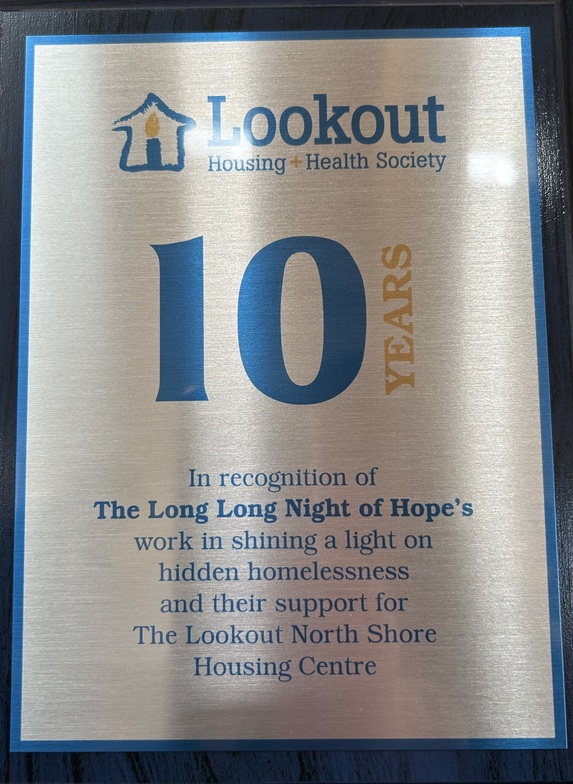 Lookout
Housing+Health Society
10
YEARS
In recognition of
The Long Long Night of Hope's
work in shining a light on
hidden homelessness
and their support for
The Lookout North Shore
Housing Centre